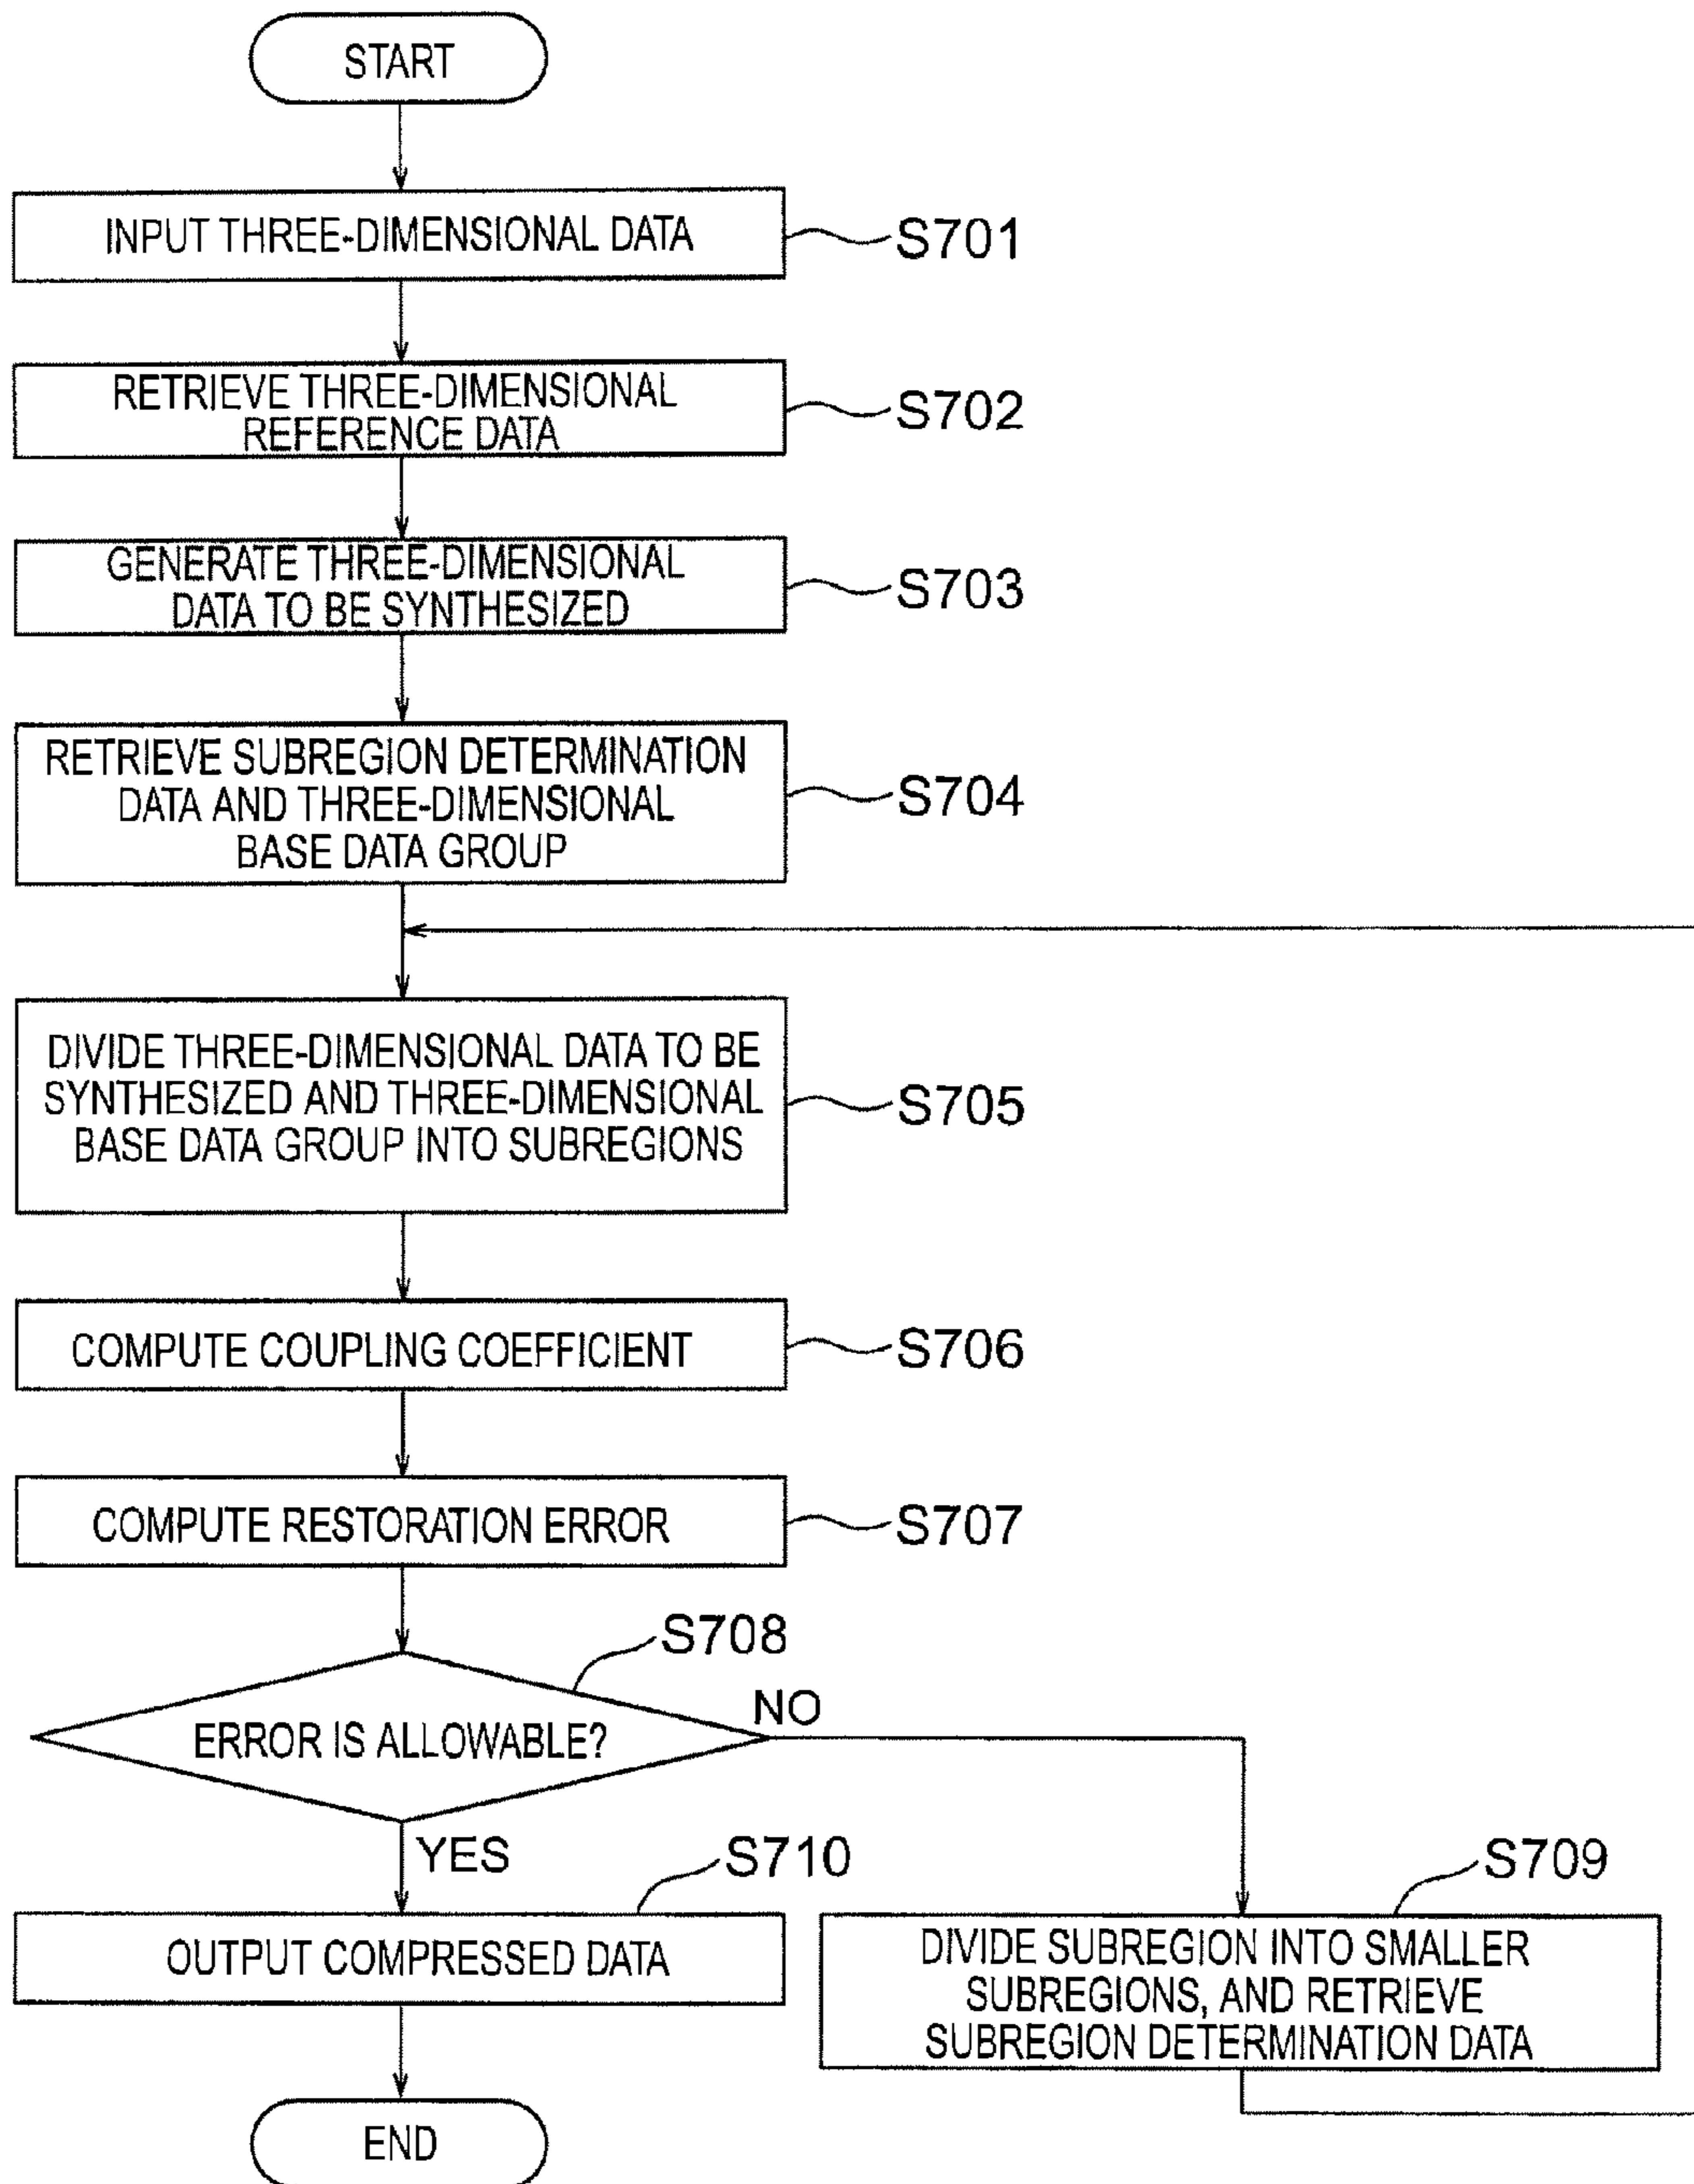 START
INPUT THREE-DIMENSIONAL DATA
S701
RETRIEVE THREE-DIMENSIONAL
REFERENCE DATA
S702
GENERATE THREE-DIMENSIONAL
DATA TO BE SYNTHESIZED
S703
RETRIEVE SUBREGION DETERMINATION
DATA AND THREE-DIMENSIONAL
BASE DATA GROUP
S704
DIVIDE THREE-DIMENSIONAL DATA TO BE
SYNTHESIZED AND THREE-DIMENSIONAL
BASE DATA GROUP INTO SUBREGIONS
S705
COMPUTE COUPLING COEFFICIENT
S706
COMPUTE RESTORATION ERROR
S707
S708
ERROR IS ALLOWABLE?
NO
YES
S710
OUTPUT COMPRESSED DATA
S709
DIVIDE SUBREGION INTO SMALLER
SUBREGIONS, AND RETRIEVE
SUBREGION DETERMINATION DATA
END